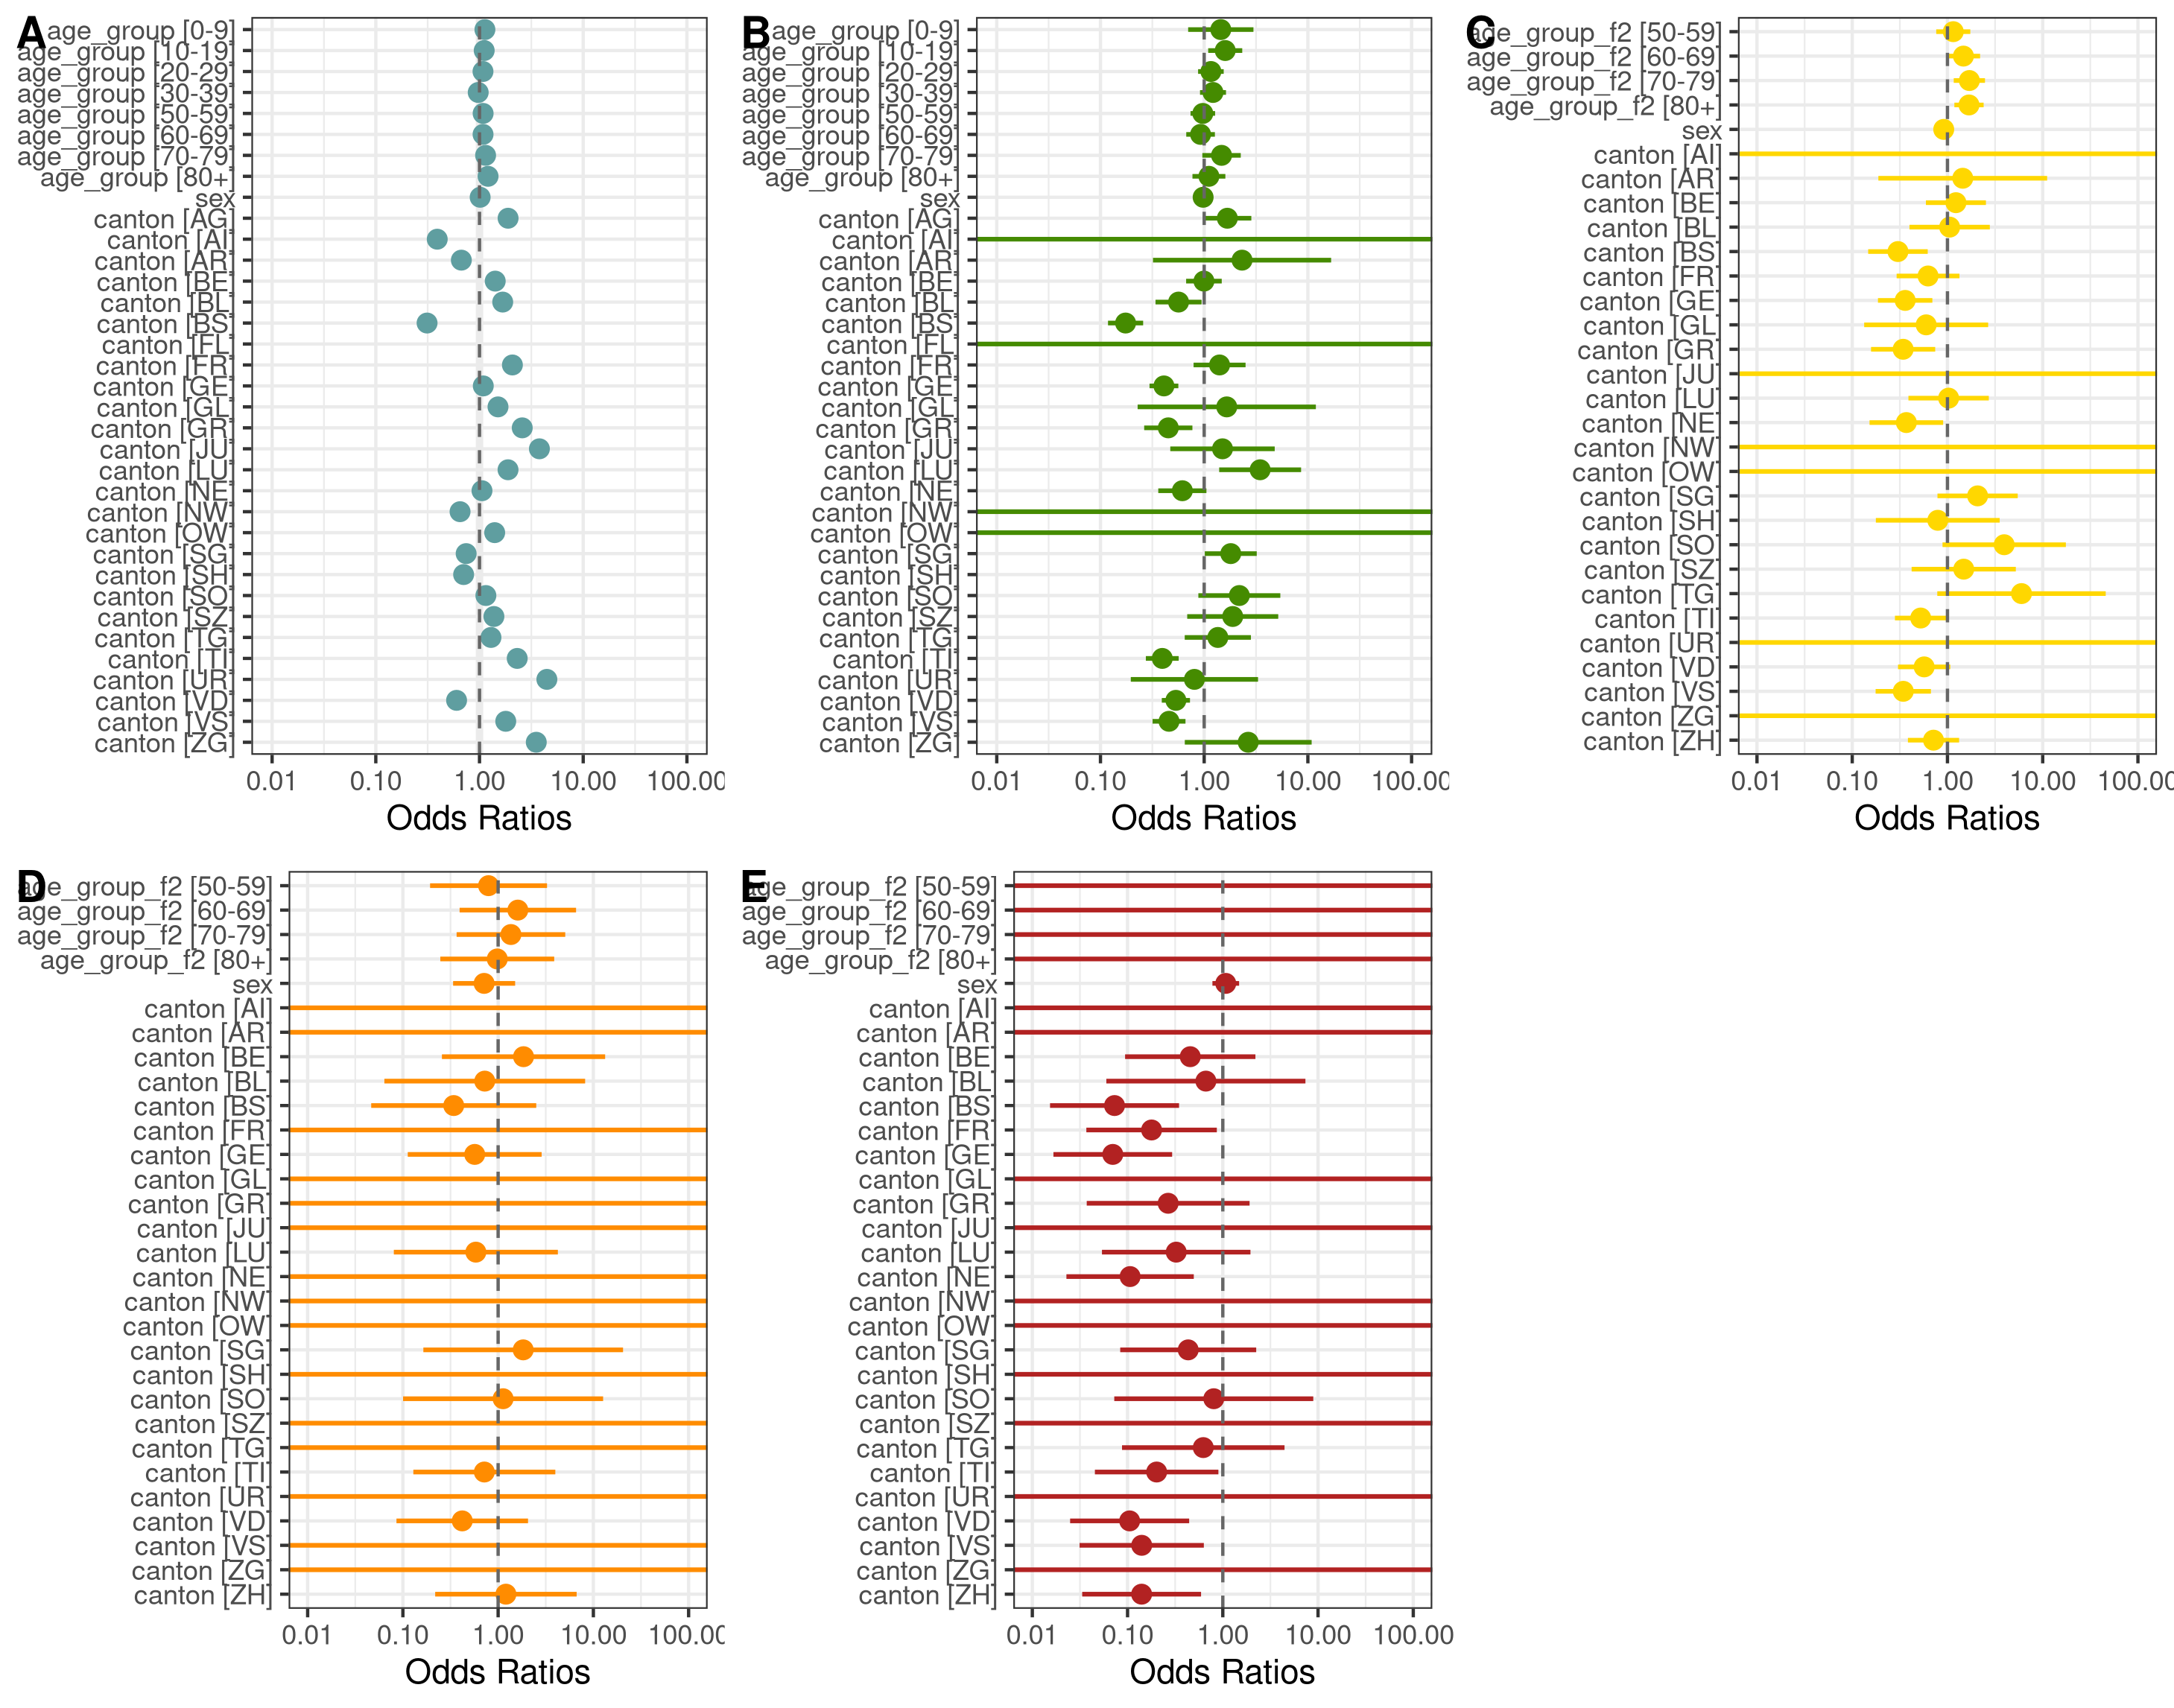 A
age_group [0-9]
age_group [10-19]
age_group [20-29]
age_group [30-39]
age_group [50-59]
age_group [60-69]
age_group [70-79]
age_group [80+]
sex
canton [AG]
canton [AI]
canton [AR]
canton [BE]
canton [BL]
canton [BS]
canton [FL]
canton [FR]
canton [GE]
canton [GL]
canton [GR]
canton [JU]
canton [LU]
canton [NE]
canton [NW]
canton [OW]
canton [SG]
canton [SH]
canton [SO]
canton [SZ]
canton [TG]
canton [TI]
canton [UR]
canton [VD]
canton [VS]
canton [ZG]
0.01 0.10 1.00 10.00 100.00
Odds Ratios
B
age_group [0-9]
age_group [10-19]
age_group [20-29]
age_group [30-39]
age_group [50-59]
age_group [60-69]
age_group [70-79]
age_group [80+]
sex
canton [AG]
canton [AI]
canton [AR]
canton [BE]
canton [BL]
canton [BS]
canton [FL]
canton [FR]
canton [GE]
canton [GL]
canton [GR]
canton [JU]
canton [LU]
canton [NE]
canton [NW]
canton [OW]
canton [SG]
canton [SH]
canton [SO]
canton [SZ]
canton [TG]
canton [TI]
canton [UR]
canton [VD]
canton [VS]
canton [ZG]
0.01 0.10 1.00 10.00 100.00
Odds Ratios
C
age_group_f2 [50-59]
age_group_f2 [60-69]
age_group_f2 [70-79]
age_group_f2 [80+]
sex
canton [AI]
canton [AR]
canton [BE]
canton [BL]
canton [BS]
canton [FR]
canton [GE]
canton [GL]
canton [GR]
canton [JU]
canton [LU]
canton [NE]
canton [NW]
canton [OW]
canton [SG]
canton [SH]
canton [SO]
canton [SZ]
canton [TG]
canton [TI]
canton [UR]
canton [VD]
canton [VS]
canton [ZG]
canton [ZH]
0.01 0.10 1.00 10.00 100.00
Odds Ratios
D
age_group_f2 [50-59]
age_group_f2 [60-69]
age_group_f2 [70-79]
age_group_f2 [80+]
sex
canton [AI]
canton [AR]
canton [BE]
canton [BL]
canton [BS]
canton [FR]
canton [GE]
canton [GL]
canton [GR]
canton [JU]
canton [LU]
canton [NE]
canton [NW]
canton [OW]
canton [SG]
canton [SH]
canton [SO]
canton [SZ]
canton [TG]
canton [TI]
canton [UR]
canton [VD]
canton [VS]
canton [ZG]
canton [ZH]
0.01 0.10 1.00 10.00 100.00
Odds Ratios
E
age_group_f2 [50-59]
age_group_f2 [60-69]
age_group_f2 [70-79]
age_group_f2 [80+]
sex
canton [AI]
canton [AR]
canton [BE]
canton [BL]
canton [BS]
canton [FR]
canton [GE]
canton [GL]
canton [GR]
canton [JU]
canton [LU]
canton [NE]
canton [NW]
canton [OW]
canton [SG]
canton [SH]
canton [SO]
canton [SZ]
canton [TG]
canton [TI]
canton [UR]
canton [VD]
canton [VS]
canton [ZG]
canton [ZH]
0.01 0.10 1.00 10.00 100.00
Odds Ratios